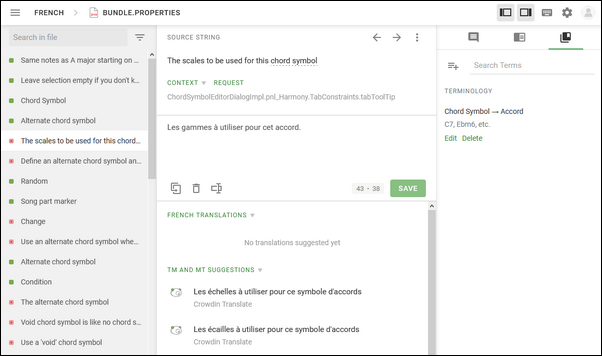 FRENCH
BUNDLE.PROPERTIES
Search in file
Same notes as A major starting on ...
Leave selection empty if you don't k...
Chord Symbol
Alternate chord symbol
The scales to be used for this chord...
Define an alternate chord symbol an...
Random
Song part marker
Change
Use an alternate chord symbol whe...
Alternate chord symbol
Condition
The alternate chord symbol
Void chord symbol is like no chord s...
Use a 'void' chord symbol
SOURCE STRING
The scales to be used for this chord symbol
CONTEXT REQUEST
ChordSymbolEditorDialogImpl.pnl_Harmony.TabConstraints.tabToolTip
Les gammes à utiliser pour cet accord.
43 • 38
SAVE
FRENCH TRANSLATIONS
No translations suggested yet
TM AND MT SUGGESTIONS
Les échelles à utiliser pour ce symbole d'accords
Crowdin Translate
Les écailles à utiliser pour ce symbole d'accords
Crowdin Translate
Search Terms
TERMINOLOGY
Chord Symbol → Accord
C7, Ebm6, etc.
Edit Delete